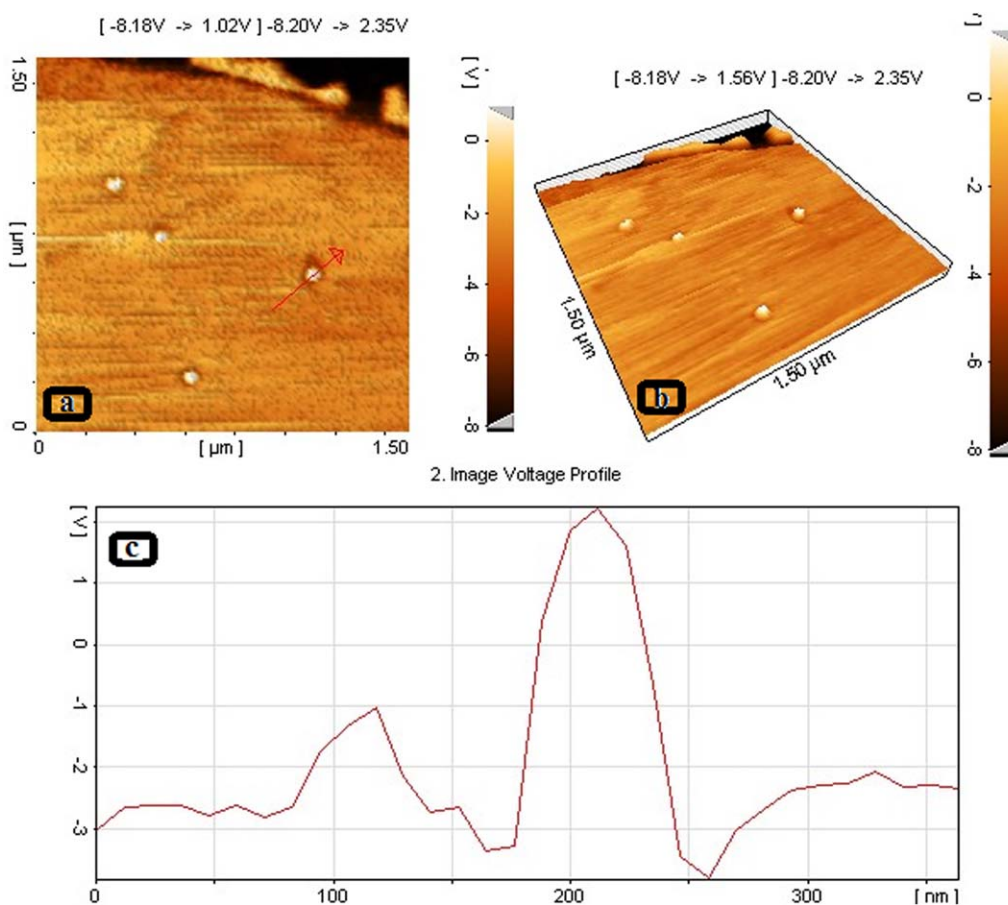 [ -8.18V -> 1.02V ] -8.20V -> 2.35V
1.50
[ µm]
0
a
0
[ µm ]
1.50
[V]
0
-2
-4
-6
-8
[ -8.18V -> 1.56V ] -8.20V -> 2.35V
1.50 µm
1.50 µm
b
0
-2
-4
-6
-8
2. Image Voltage Profile
[V]
c
1
0
-1
-2
-3
0
100
200
300
[ nm ]